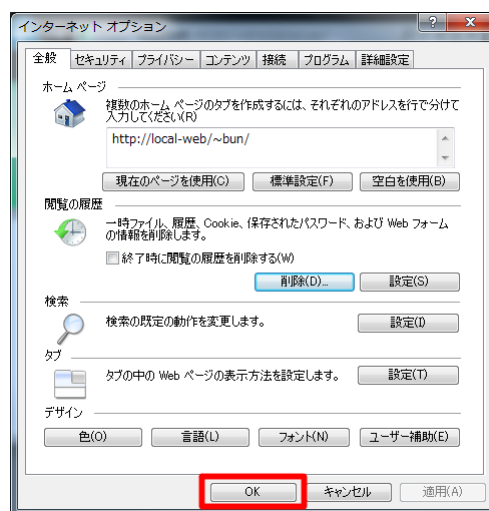 インターネット オプション
全般 セキュリティ プライバシー コンテンツ 接続 プログラム 詳細設定
ホーム ページ
複数のホーム ページのタブを作成するには、それぞれのアドレスを行で分けて
入力してください(R)
http://local-web/~bun/
現在のページを使用(C) 標準設定(F) 空白を使用(B)
閲覧の履歴
一時ファイル、履歴、Cookie、保存されたパスワード、および Web フォーム
の情報を削除します。
終了時に閲覧の履歴を削除する(W)
削除(D)... 設定(S)
検索
検索の既定の動作を変更します。 設定(I)
タブ
タブの中の Web ページの表示方法を設定します。 設定(T)
デザイン
色(O) 言語(L) フォント(N) ユーザー補助(E)
OK キャンセル 適用(A)